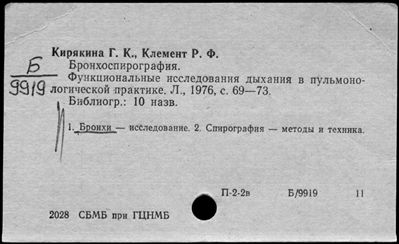 Кирякина Г. К., Клемент Р. Ф.
Бронхоспирография.
Б
9919
Функциональные исследования дыхания в пульмоно-
логической практике. Л., 1976, с. 69—73.
Библиогр.: 10 назв.
1. Бронхи — исследование. 2. Спирография — методы и техника.
П-2-2в Б/9919 11
2028 СБМБ при ГЦНМБ